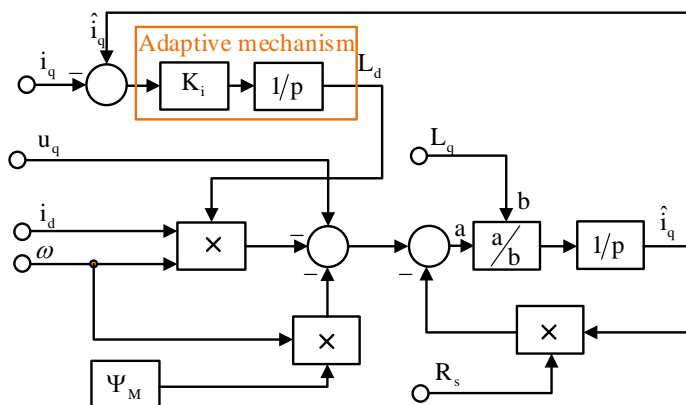 î_q
Adaptive mechanism
i_q
−
K_i
1/p
L_d
u_q
L_q
b
i_d
×
−
−
−
a
a/b
1/p
î_q
ω
×
×
Ψ_M
R_s